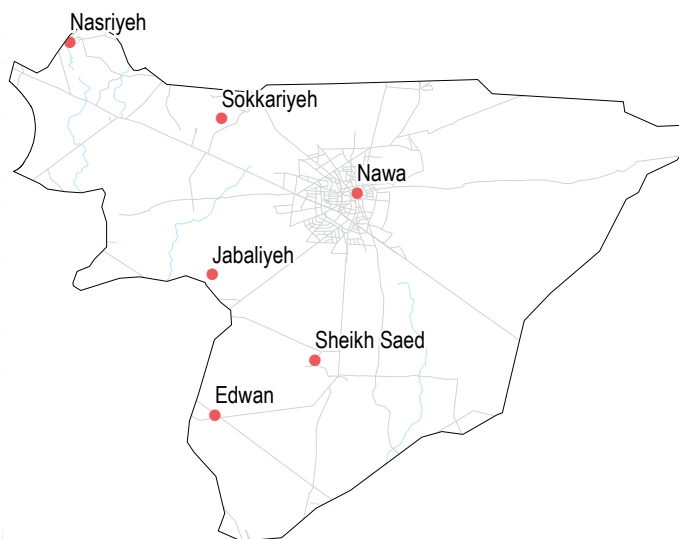 Nasriyeh
Sokkariyeh
Nawa
Jabaliyeh
Sheikh Saed
Edwan